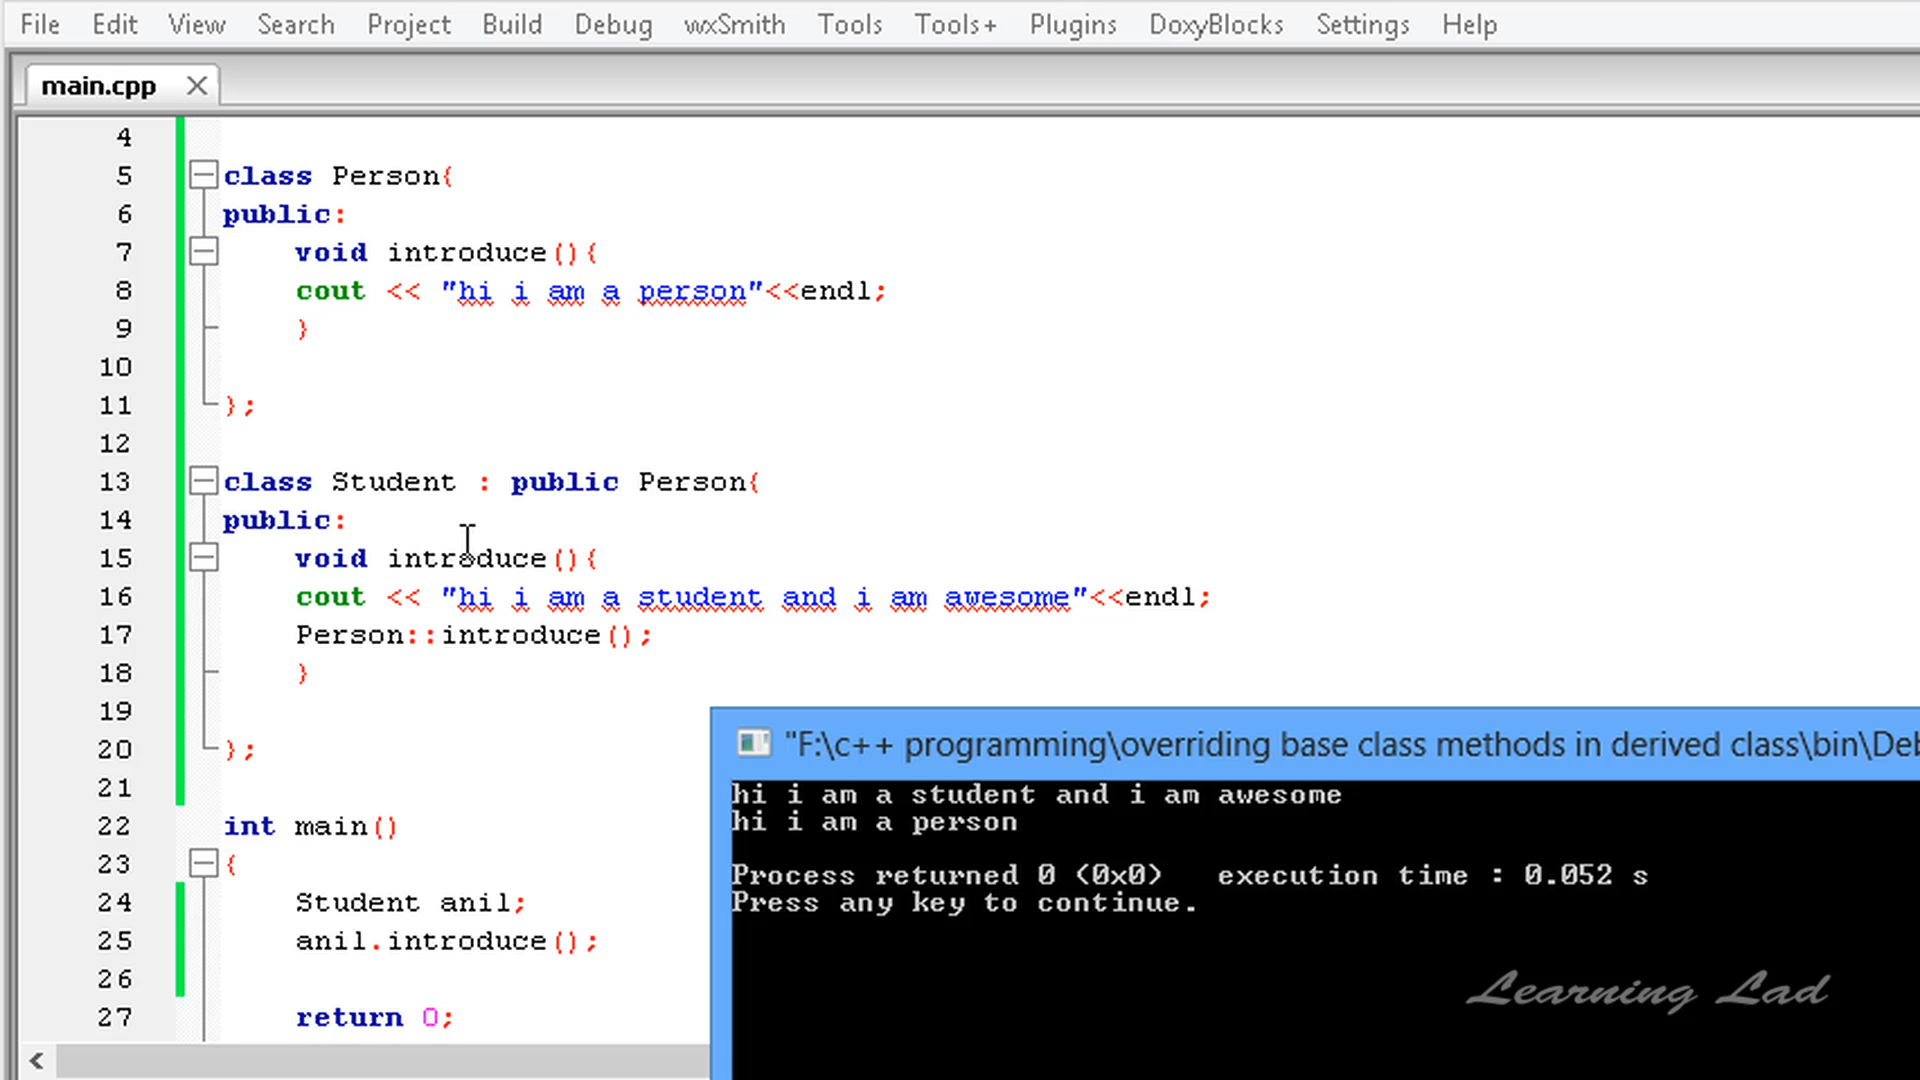 File Edit View Search Project Build Debug wxSmith Tools Tools+ Plugins DoxyBlocks Settings Help
main.cpp
4
5 class Person{
6 public:
7 void introduce(){
8 cout << "hi i am a person"<<endl;
9 }
10
11 };
12
13 class Student : public Person{
14 public:
15 void introduce(){
16 cout << "hi i am a student and i am awesome"<<endl;
17 Person::introduce();
18 }
19
20 };
21
22 int main()
23 {
24 Student anil;
25 anil.introduce();
26
27 return 0;
"F:\c++ programming\overriding base class methods in derived class\bin\Deb
hi i am a student and i am awesome
hi i am a person
Process returned 0 (0x0) execution time : 0.052 s
Press any key to continue.
Learning Lad